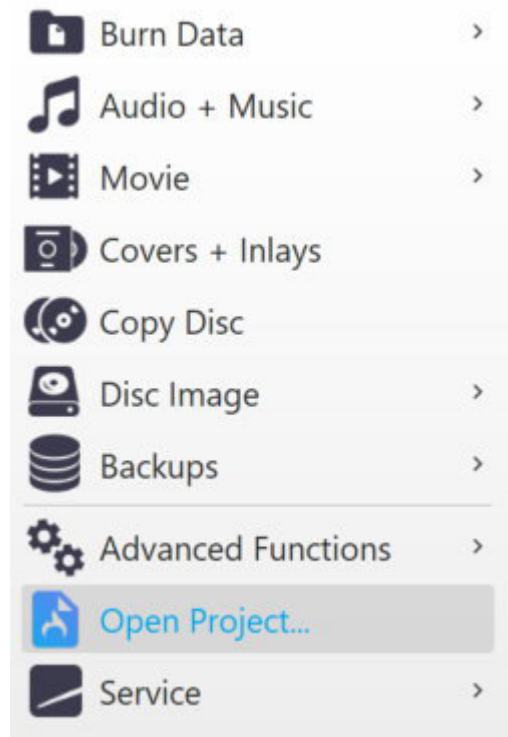 Burn Data
Audio + Music
Movie
Covers + Inlays
Copy Disc
Disc Image
Backups
Advanced Functions
Open Project...
Service